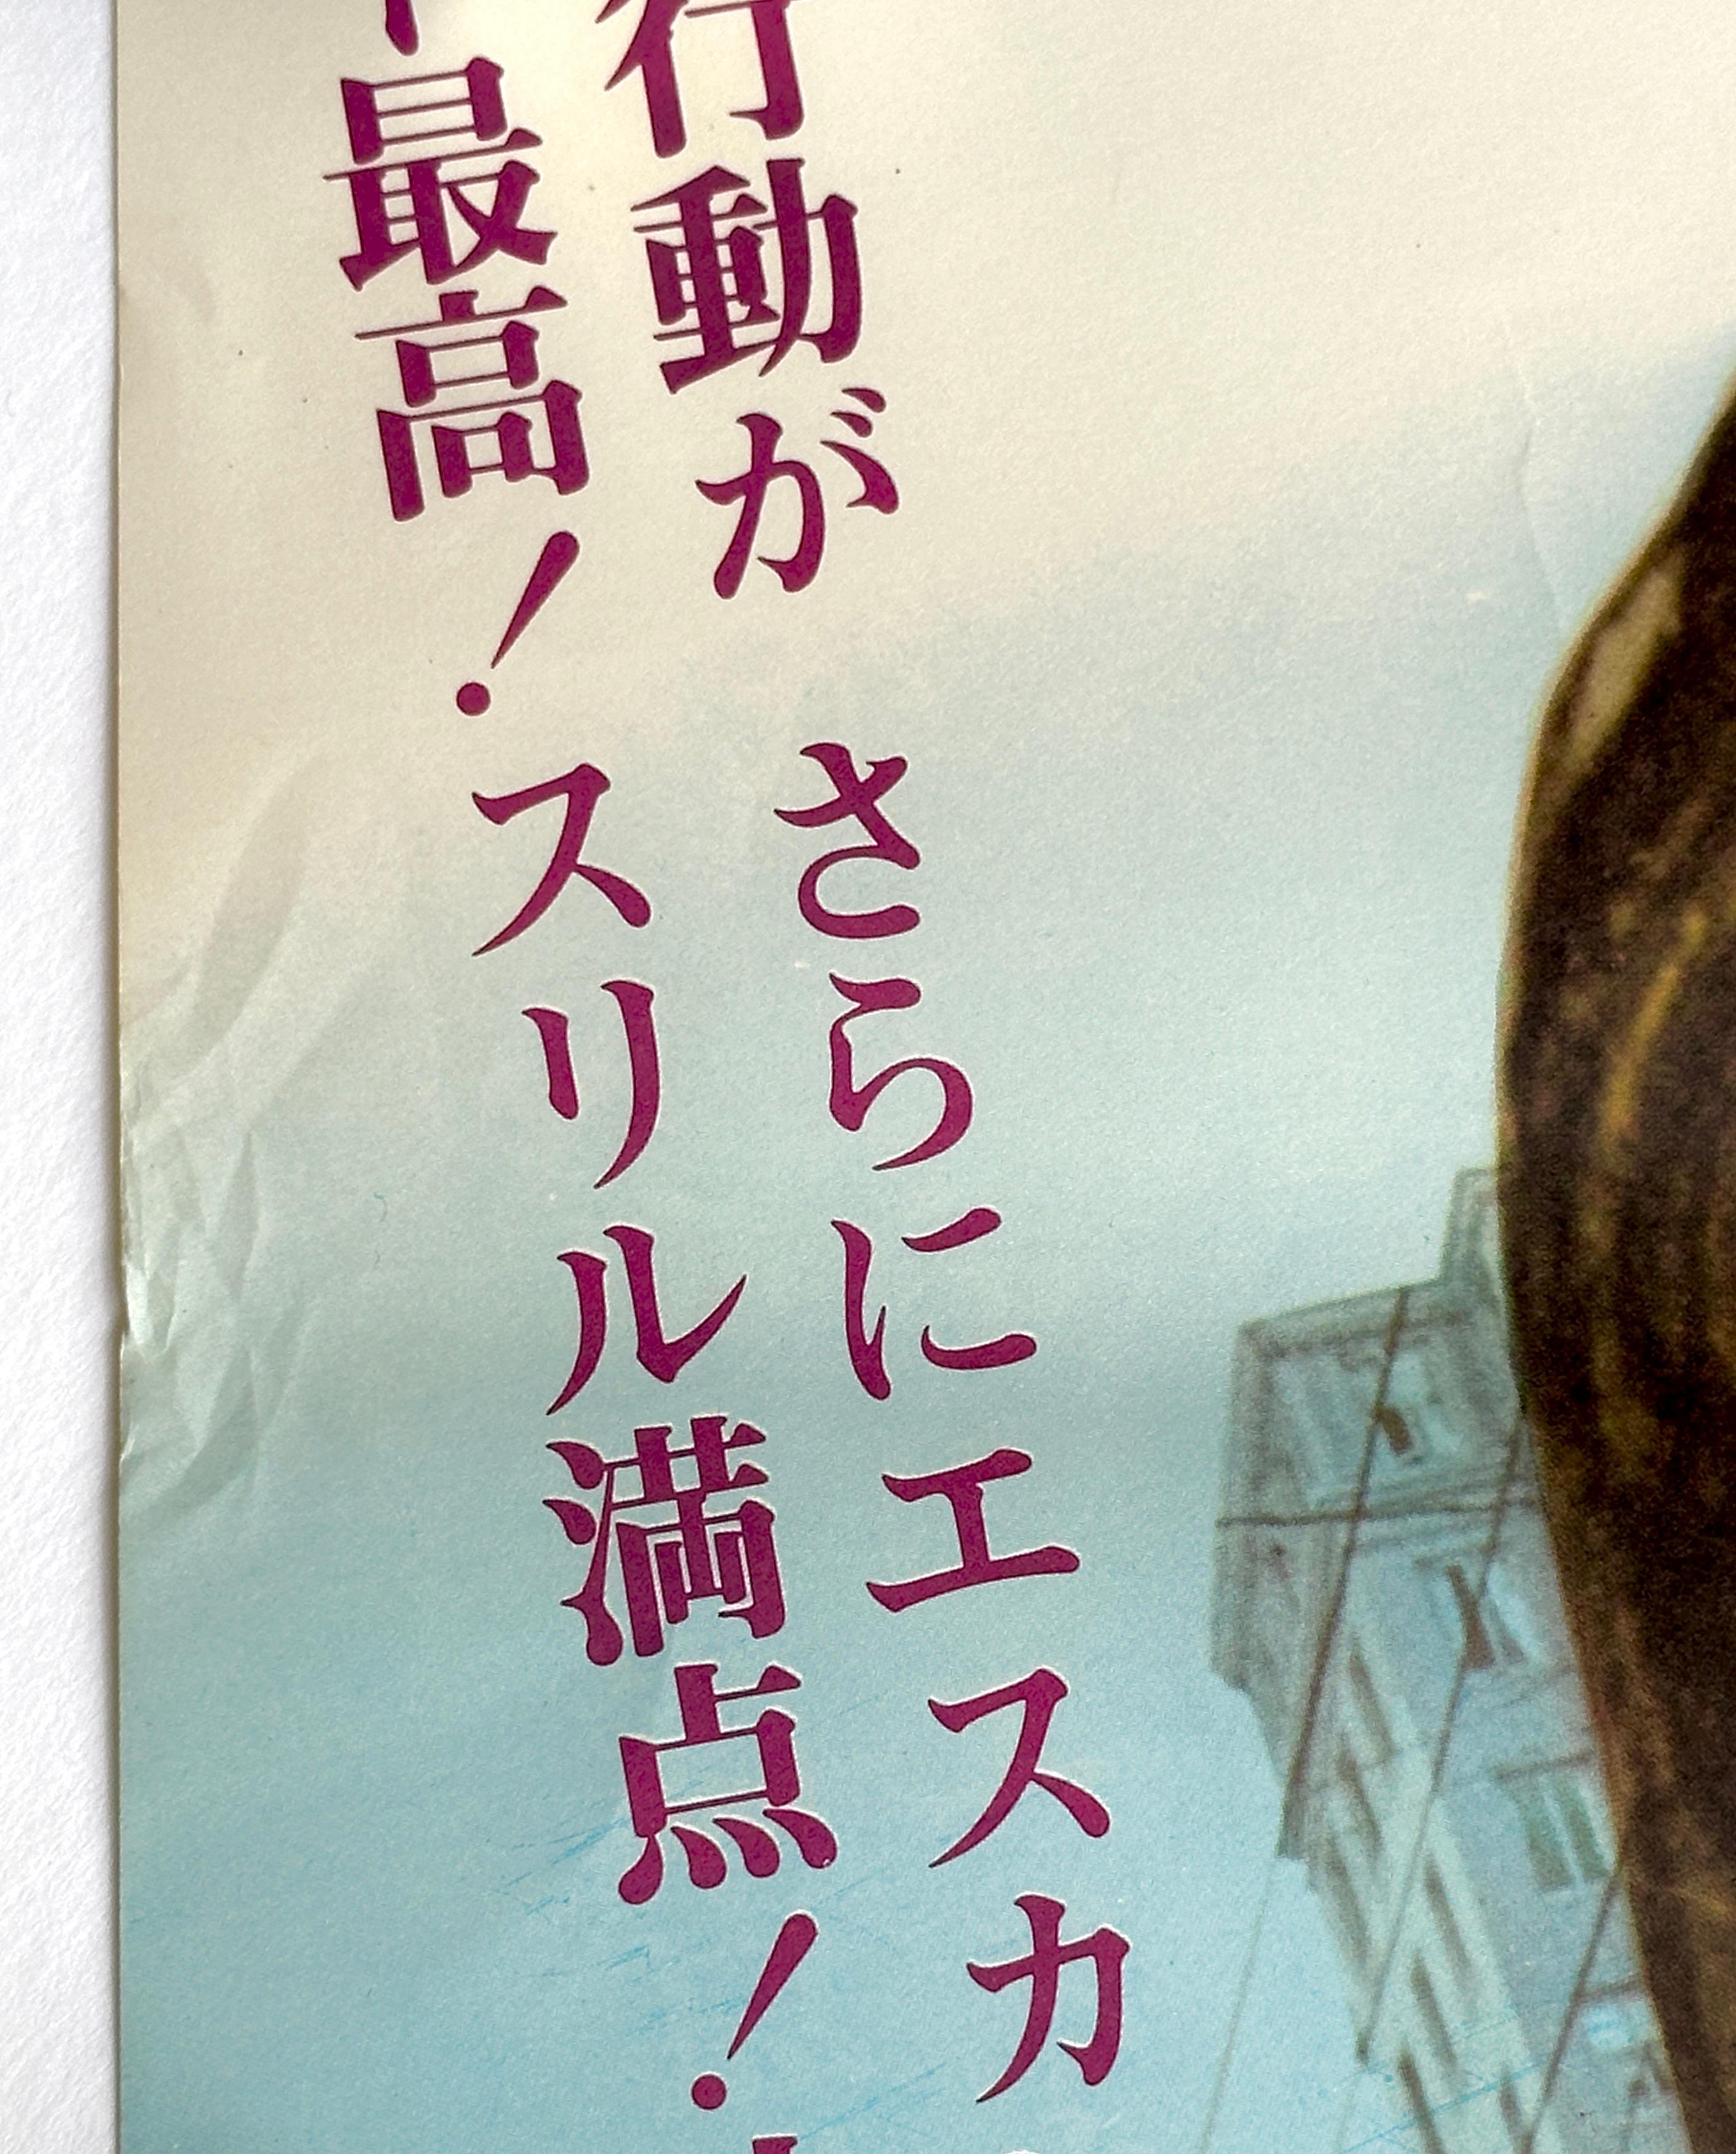 行動が さらにエスカ
最高！スリル満点！